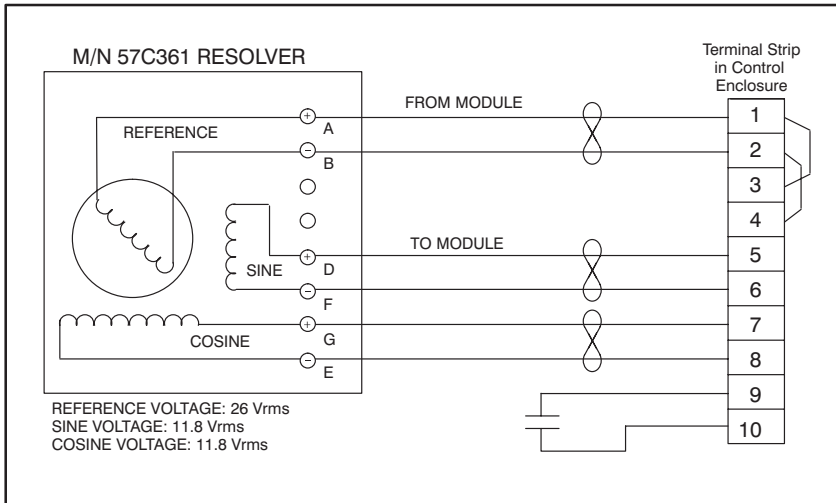 M/N 57C361 RESOLVER
Terminal Strip
in Control
Enclosure
FROM MODULE
REFERENCE
+ A
− B
TO MODULE
SINE
+ D
− F
COSINE
+ G
− E
1
2
3
4
5
6
7
8
9
10
REFERENCE VOLTAGE: 26 Vrms
SINE VOLTAGE: 11.8 Vrms
COSINE VOLTAGE: 11.8 Vrms